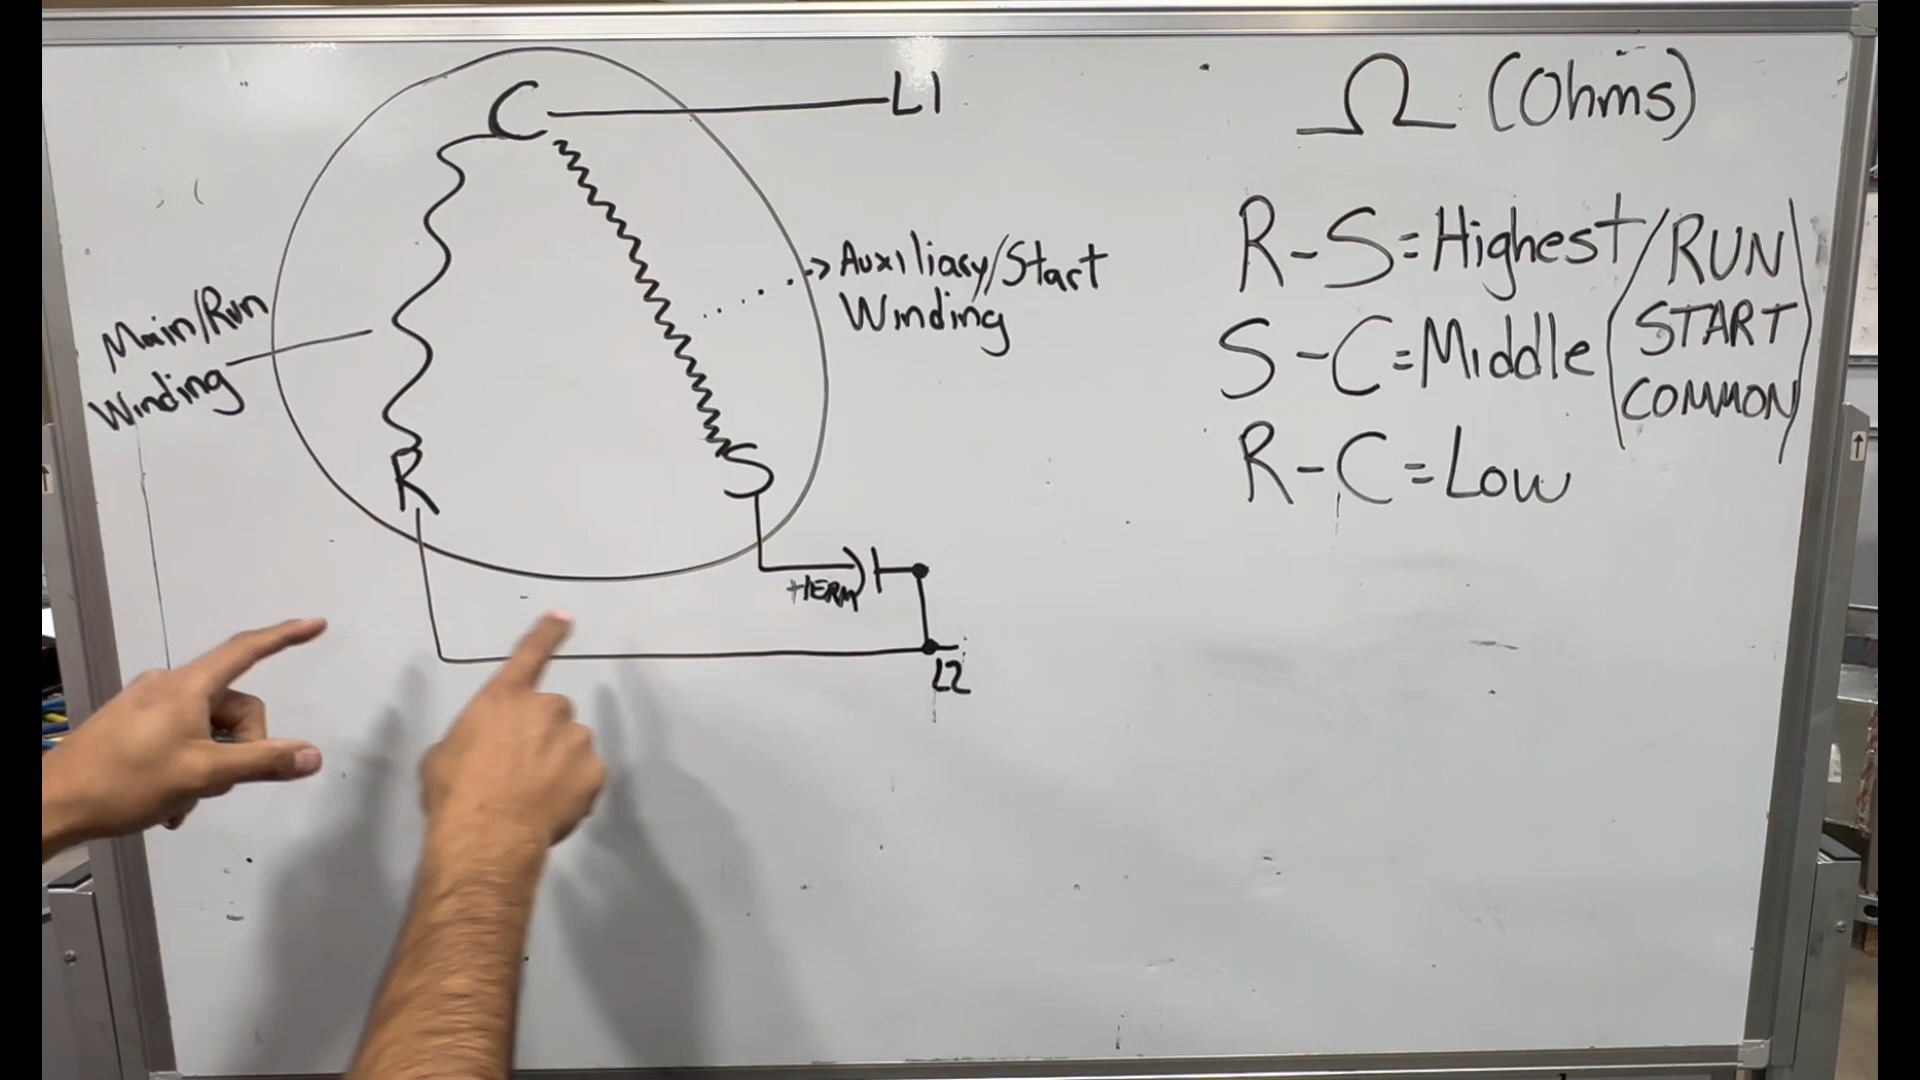 C
L1
Main/Run
Winding
Auxiliary/Start
Winding
R
S
HERM
L2
Ω (Ohms)
R-S=Highest
S-C=Middle
R-C=Low
(RUN
START
COMMON)